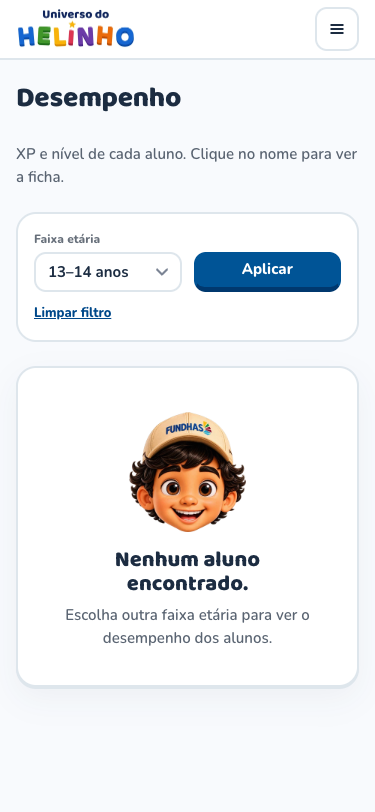 Universo do
HELINHO
Desempenho
XP e nível de cada aluno. Clique no nome para ver
a ficha.
Faixa etária
13–14 anos
Aplicar
Limpar filtro
FUNDHAS
Nenhum aluno
encontrado.
Escolha outra faixa etária para ver o
desempenho dos alunos.